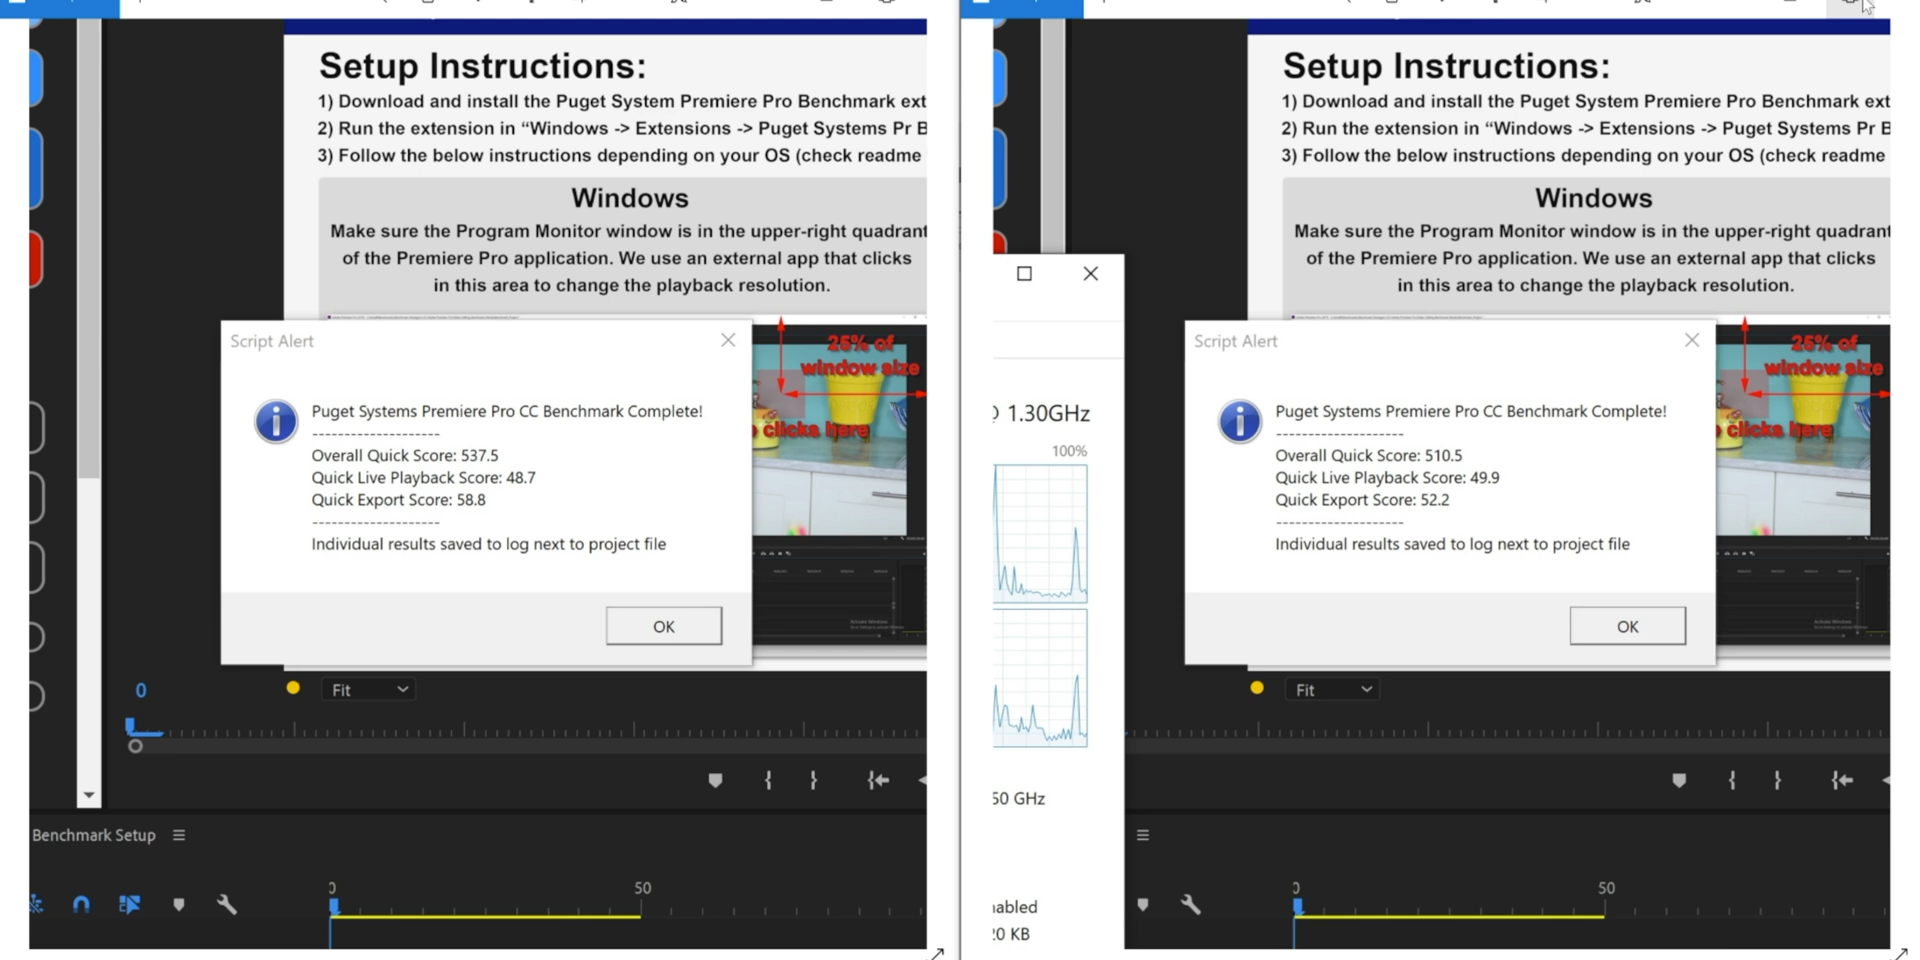 Setup Instructions:
1) Download and install the Puget System Premiere Pro Benchmark ext
2) Run the extension in “Windows -> Extensions -> Puget Systems Pr B
3) Follow the below instructions depending on your OS (check readme
Windows
Make sure the Program Monitor window is in the upper-right quadrant
of the Premiere Pro application. We use an external app that clicks
in this area to change the playback resolution.
25% of
window size
clicks here
Script Alert
Puget Systems Premiere Pro CC Benchmark Complete!
--------------------
Overall Quick Score: 537.5
Quick Live Playback Score: 48.7
Quick Export Score: 58.8
--------------------
Individual results saved to log next to project file
OK
0
Fit
Benchmark Setup
0
50
Setup Instructions:
1) Download and install the Puget System Premiere Pro Benchmark ext
2) Run the extension in “Windows -> Extensions -> Puget Systems Pr B
3) Follow the below instructions depending on your OS (check readme
Windows
Make sure the Program Monitor window is in the upper-right quadrant
of the Premiere Pro application. We use an external app that clicks
in this area to change the playback resolution.
25% of
window size
clicks here
1.30GHz
100%
50 GHz
abled
20 KB
Script Alert
Puget Systems Premiere Pro CC Benchmark Complete!
--------------------
Overall Quick Score: 510.5
Quick Live Playback Score: 49.9
Quick Export Score: 52.2
--------------------
Individual results saved to log next to project file
OK
Fit
0
50